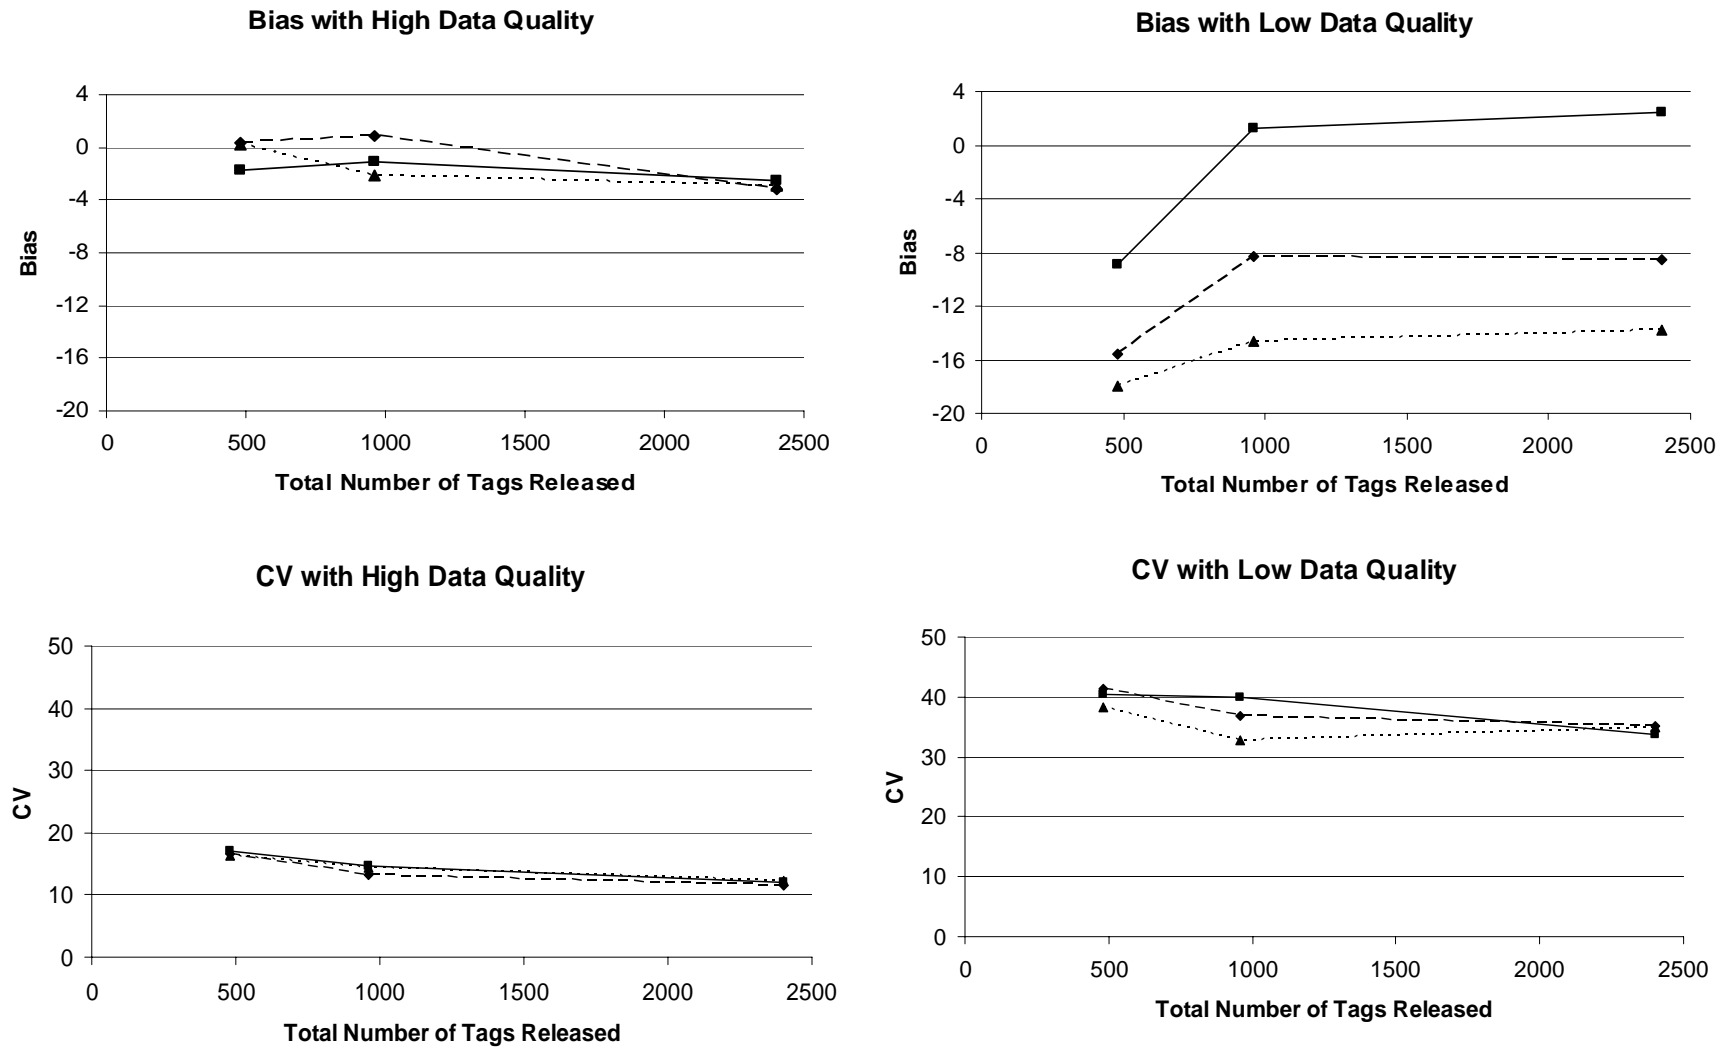 Bias with High Data Quality
4
0
-4
-8
-12
-16
-20
Bias
0 500 1000 1500 2000 2500
Total Number of Tags Released
Bias with Low Data Quality
4
0
-4
-8
-12
-16
-20
Bias
0 500 1000 1500 2000 2500
Total Number of Tags Released
CV with High Data Quality
50
40
30
20
10
0
CV
0 500 1000 1500 2000 2500
Total Number of Tags Released
CV with Low Data Quality
50
40
30
20
10
0
CV
0 500 1000 1500 2000 2500
Total Number of Tags Released